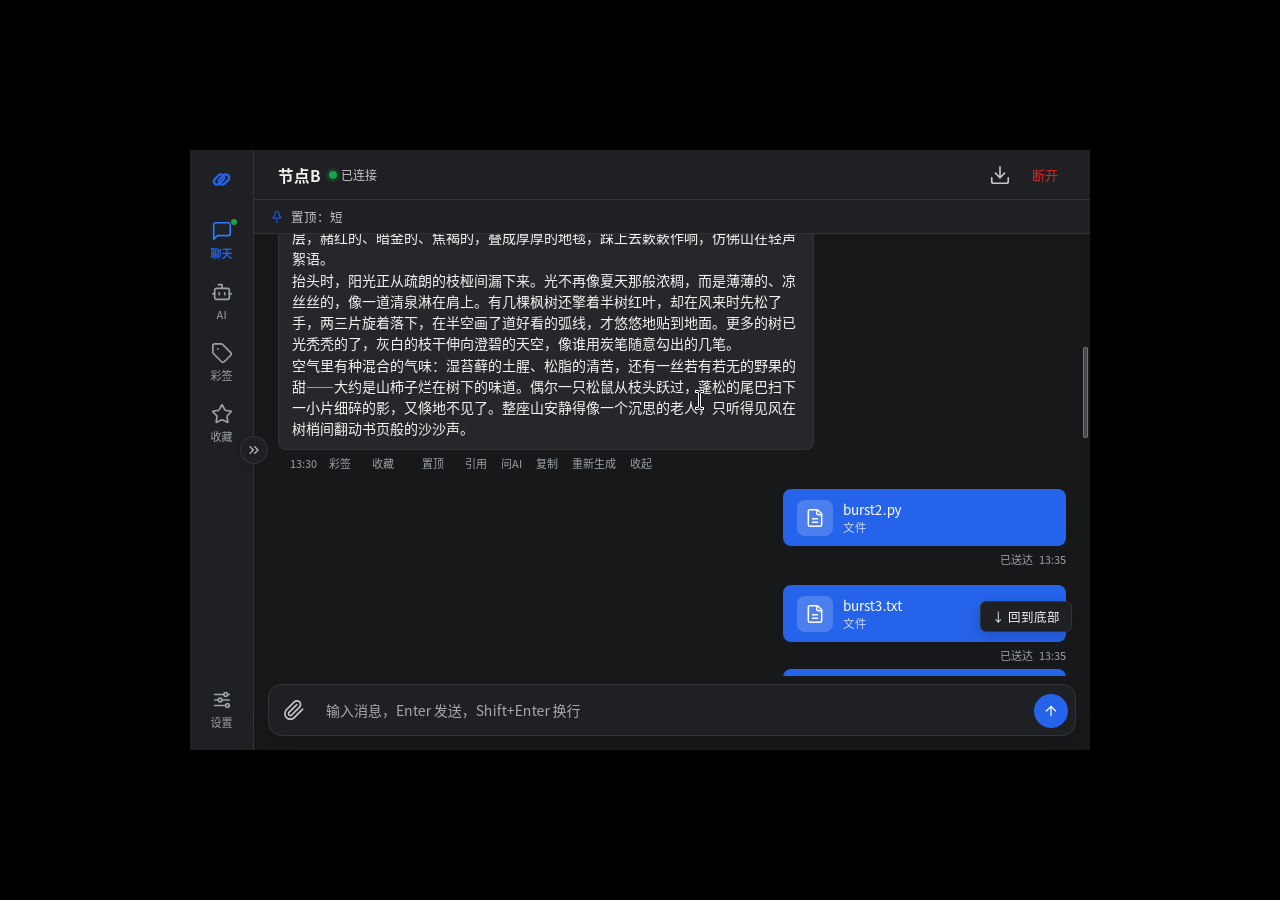 节点B 已连接
断开
置顶：短
聊天
AI
彩签
收藏
设置
层，赭红的、暗金的、焦褐的，叠成厚厚的地毯，踩上去簌簌作响，仿佛山在轻声
絮语。
抬头时，阳光正从疏朗的枝桠间漏下来。光不再像夏天那般浓稠，而是薄薄的、凉
丝丝的，像一道清泉淋在肩上。有几棵枫树还擎着半树红叶，却在风来时先松了
手，两三片旋着落下，在半空画了道好看的弧线，才悠悠地贴到地面。更多的树已
光秃秃的了，灰白的枝干伸向澄碧的天空，像谁用炭笔随意勾出的几笔。
空气里有种混合的气味：湿苔藓的土腥、松脂的清苦，还有一丝若有若无的野果的
甜——大约是山柿子烂在树下的味道。偶尔一只松鼠从枝头跃过，蓬松的尾巴扫下
一小片细碎的影，又倏地不见了。整座山安静得像一个沉思的老人，只听得见风在
树梢间翻动书页般的沙沙声。
13:30 彩签 收藏 置顶 引用 问AI 复制 重新生成 收起
burst2.py
文件
已送达 13:35
burst3.txt
文件
↓ 回到底部
已送达 13:35
输入消息，Enter 发送，Shift+Enter 换行